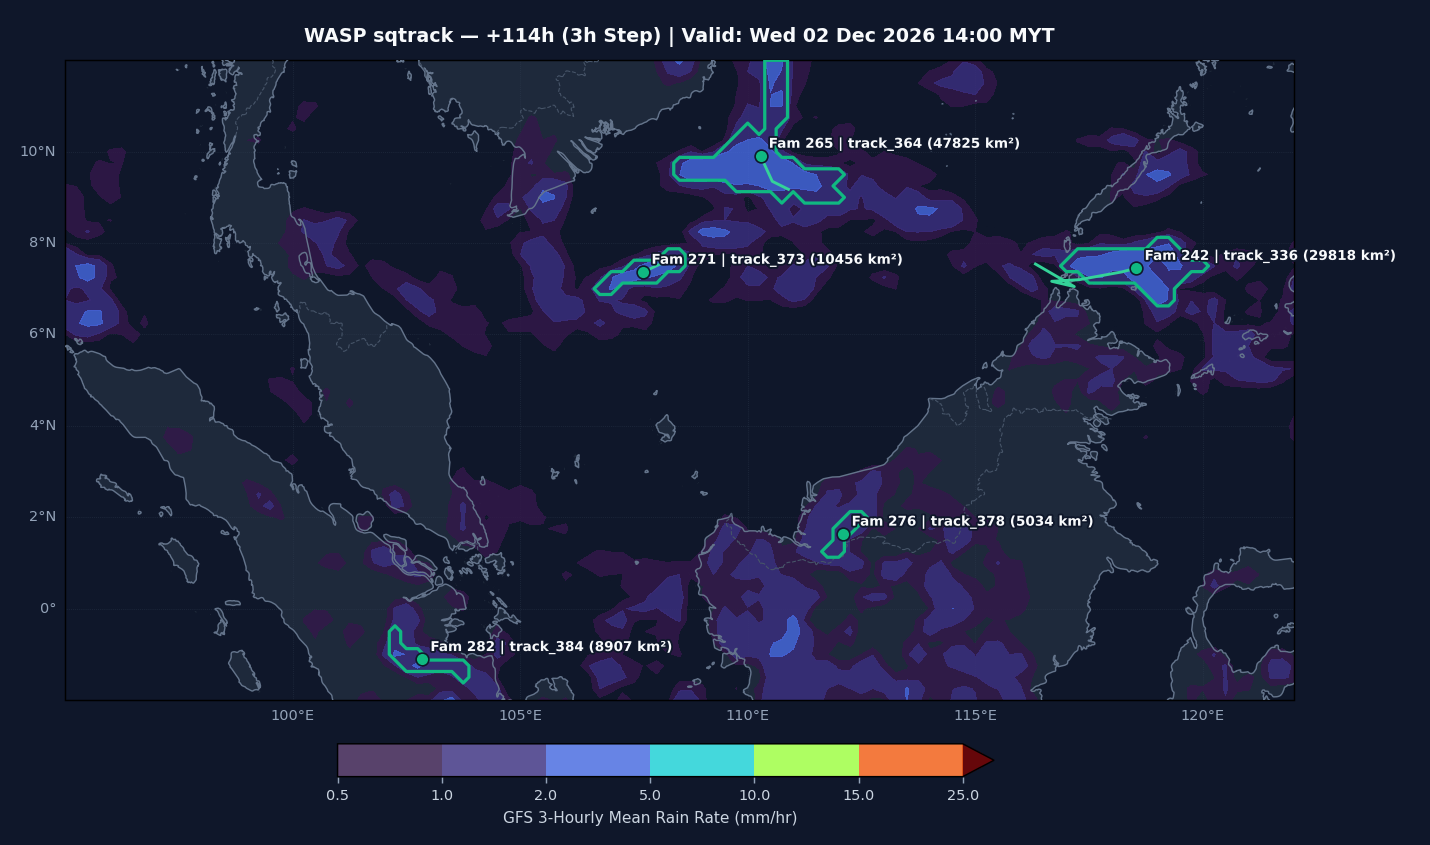 WASP sqtrack — +114h (3h Step) | Valid: Wed 02 Dec 2026 14:00 MYT
10°N
8°N
6°N
4°N
2°N
0°
Fam 265 | track_364 (47825 km²)
Fam 271 | track_373 (10456 km²)
Fam 242 | track_336 (29818 km²)
Fam 276 | track_378 (5034 km²)
Fam 282 | track_384 (8907 km²)
100°E 105°E 110°E 115°E 120°E
0.5 1.0 2.0 5.0 10.0 15.0 25.0
GFS 3-Hourly Mean Rain Rate (mm/hr)